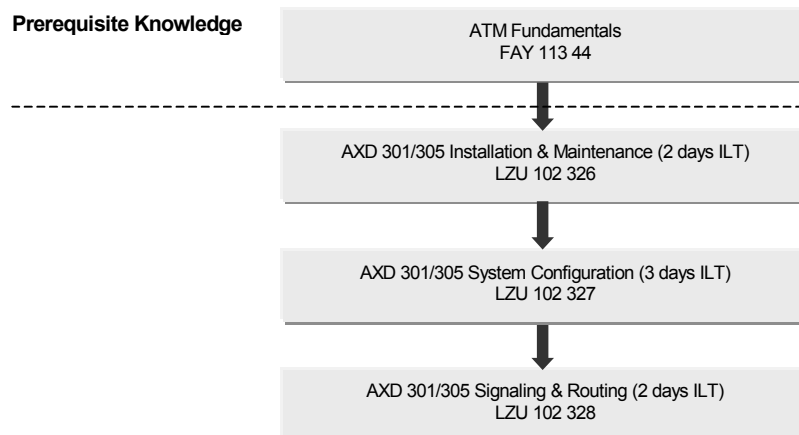 Prerequisite Knowledge
ATM Fundamentals
FAY 113 44
AXD 301/305 Installation & Maintenance (2 days ILT)
LZU 102 326
AXD 301/305 System Configuration (3 days ILT)
LZU 102 327
AXD 301/305 Signaling & Routing (2 days ILT)
LZU 102 328